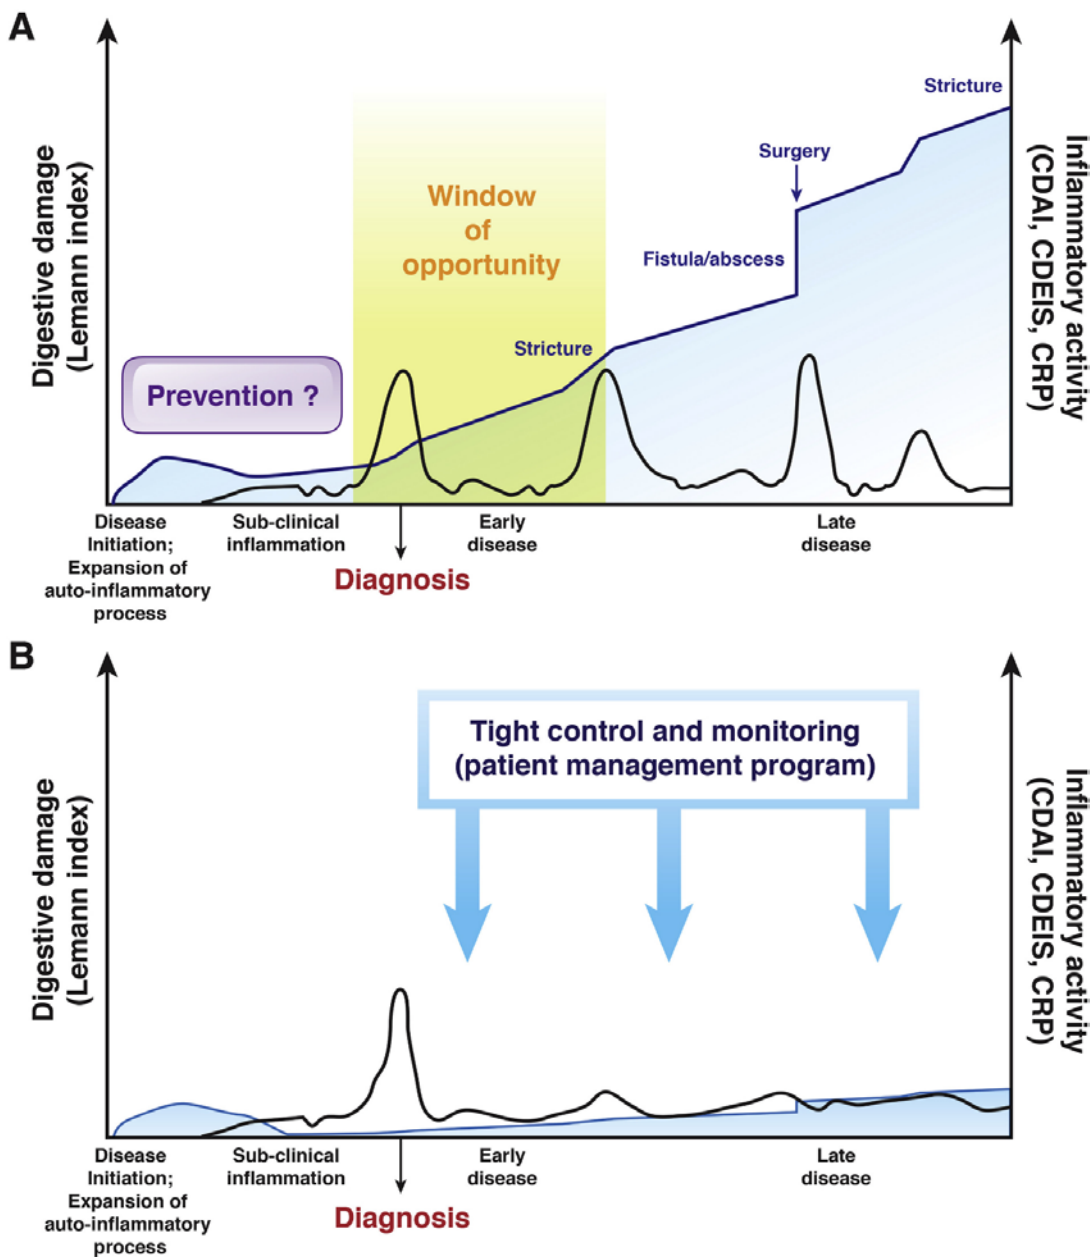 A
Digestive damage
(Lemann index)
Inflammatory activity
(CDAI, CDEIS, CRP)
Stricture
Surgery
Window
of
opportunity
Fistula/abscess
Stricture
Prevention ?
Disease
Initiation;
Expansion of
auto-inflammatory
process
Sub-clinical
inflammation
Early
disease
Late
disease
Diagnosis
B
Digestive damage
(Lemann index)
Inflammatory activity
(CDAI, CDEIS, CRP)
Tight control and monitoring
(patient management program)
Disease
Initiation;
Expansion of
auto-inflammatory
process
Sub-clinical
inflammation
Early
disease
Late
disease
Diagnosis